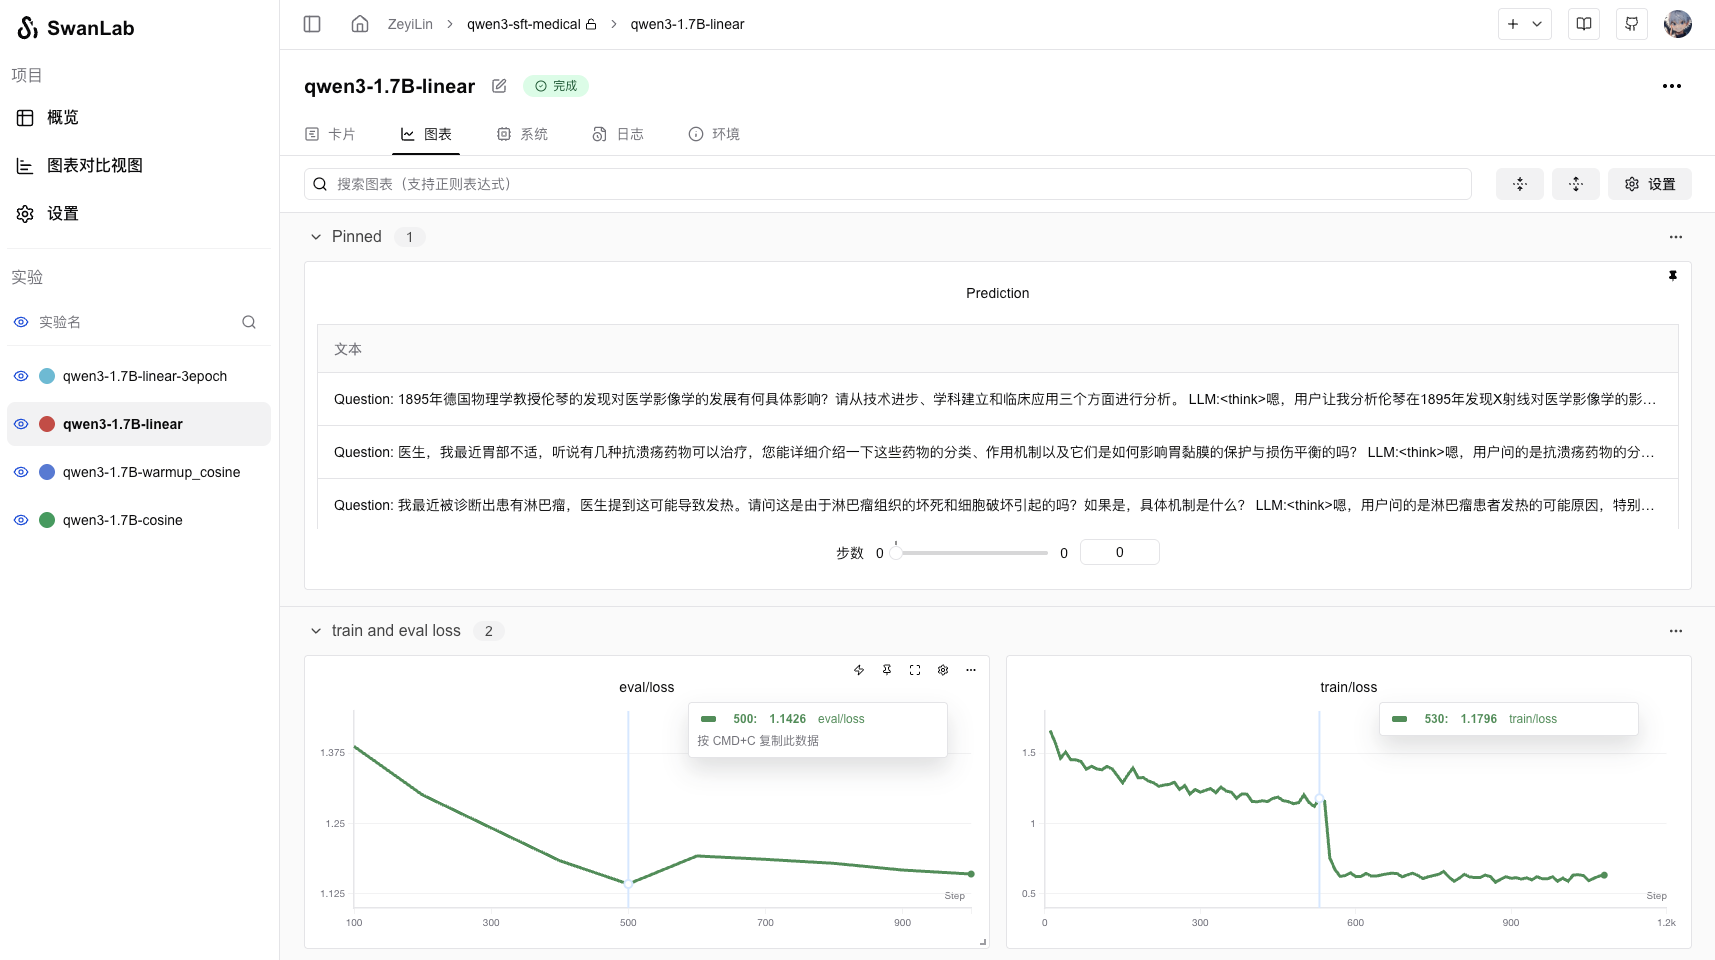 SwanLab
ZeyiLin > qwen3-sft-medical > qwen3-1.7B-linear
项目
概览
图表对比视图
设置
实验
实验名
qwen3-1.7B-linear-3epoch
qwen3-1.7B-linear
qwen3-1.7B-warmup_cosine
qwen3-1.7B-cosine
qwen3-1.7B-linear 完成
卡片 图表 系统 日志 环境
搜索图表（支持正则表达式） 设置
Pinned 1
Prediction
文本
Question: 1895年德国物理学教授伦琴的发现对医学影像学的发展有何具体影响？请从技术进步、学科建立和临床应用三个方面进行分析。 LLM:<think>嗯，用户让我分析伦琴在1895年发现X射线对医学影像学的影...
Question: 医生，我最近胃部不适，听说有几种抗溃疡药物可以治疗，您能详细介绍一下这些药物的分类、作用机制以及它们是如何影响胃黏膜的保护与损伤平衡的吗？ LLM:<think>嗯，用户问的是抗溃疡药物的分...
Question: 我最近被诊断出患有淋巴瘤，医生提到这可能导致发热。请问这是由于淋巴瘤组织的坏死和细胞破坏引起的吗？如果是，具体机制是什么？ LLM:<think>嗯，用户问的是淋巴瘤患者发热的可能原因，特别...
步数 0 0 0
train and eval loss 2
eval/loss
500: 1.1426 eval/loss
按 CMD+C 复制此数据
1.375
1.25
1.125
Step
100 300 500 700 900
train/loss
530: 1.1796 train/loss
1.5
1
0.5
Step
0 300 600 900 1.2k